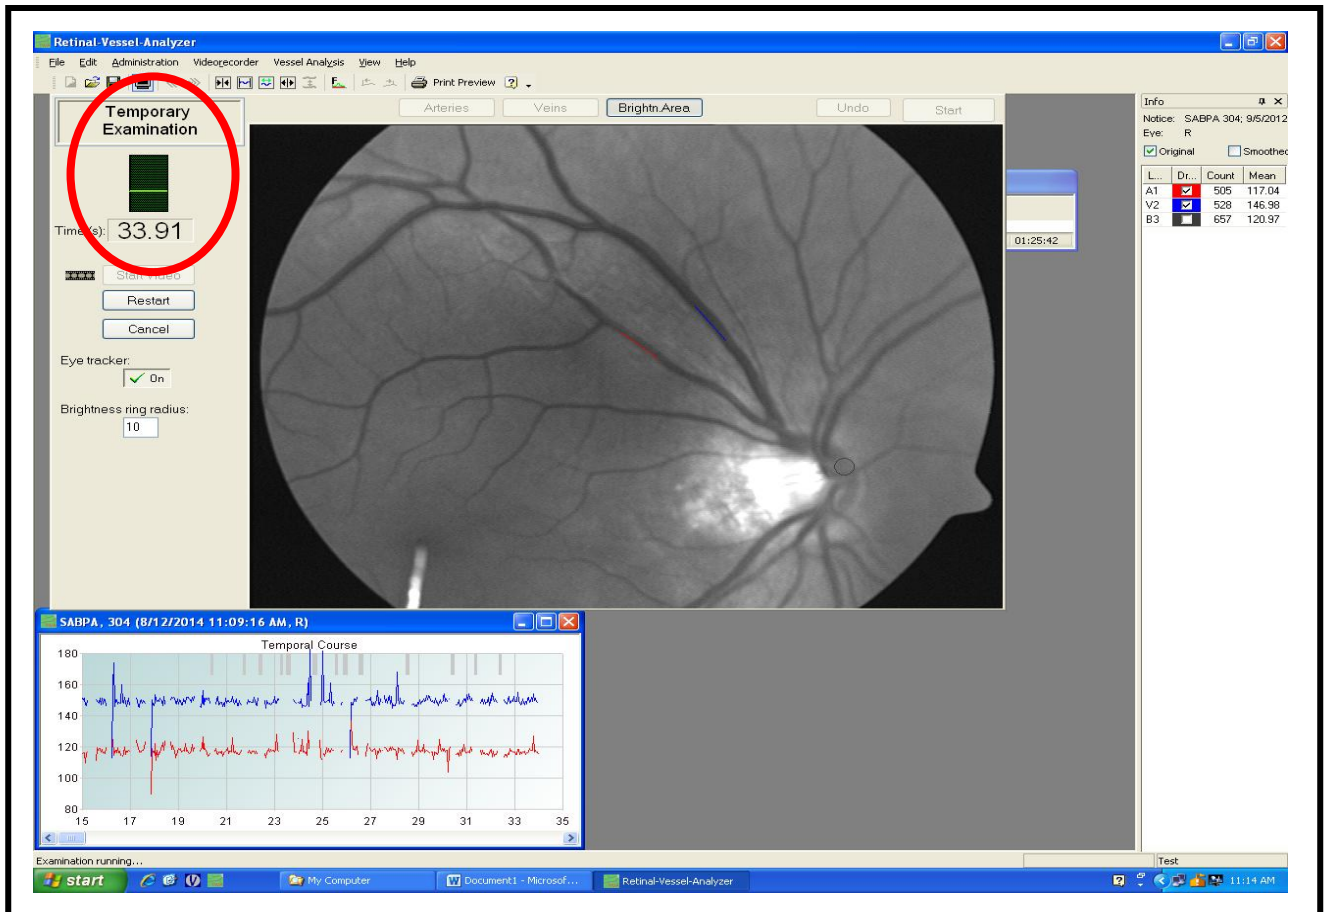 Retinal-Vessel-Analyzer
File Edit Administration Videorecorder Vessel Analysis View Help
Print Preview
Temporary
Examination
Time (s): 33.91
Start Video
Restart
Cancel
Eye tracker:
On
Brightness ring radius:
10
Arteries Veins Brightn.Area Undo Start
01:25:42
Info
Notice: SABPA 304; 9/5/2012
Eye: R
Original Smoothed
L... Dr... Count Mean
A1 505 117.04
V2 528 146.98
B3 657 120.97
SABPA, 304 (8/12/2014 11:09:16 AM, R)
Temporal Course
180
160
140
120
100
80
15 17 19 21 23 25 27 29 31 33 35
Examination running...
Test
start My Computer Document1 - Microsof... Retinal-Vessel-Analyzer 11:14 AM